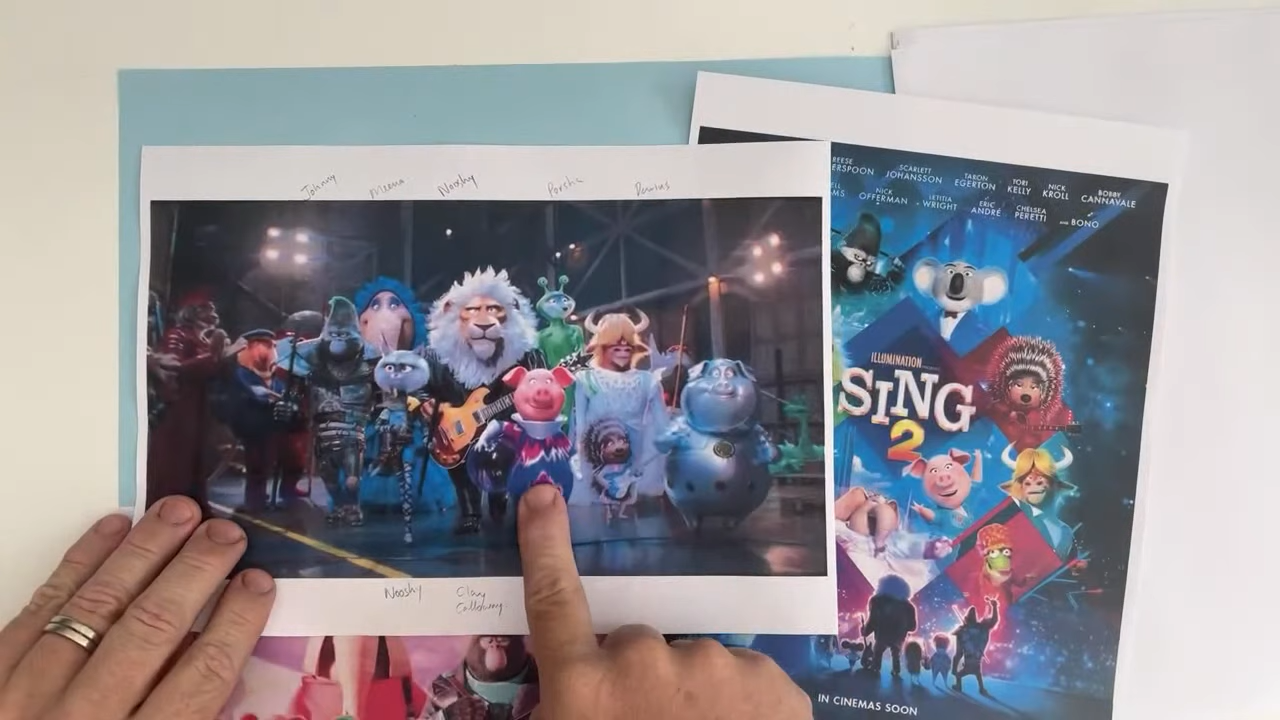 Johnny Meena Nooshy Porsha Darius
Nooshy Clay
Calloway
REESE SCARLETT TARON TORI NICK BOBBY
JOHANSSON EGERTON KELLY KROLL CANNAVALE
NICK LETITIA ERIC CHELSEA
OFFERMAN WRIGHT ANDRÉ PERETTI AND BONO
ILLUMINATION
SING
2
IN CINEMAS SOON